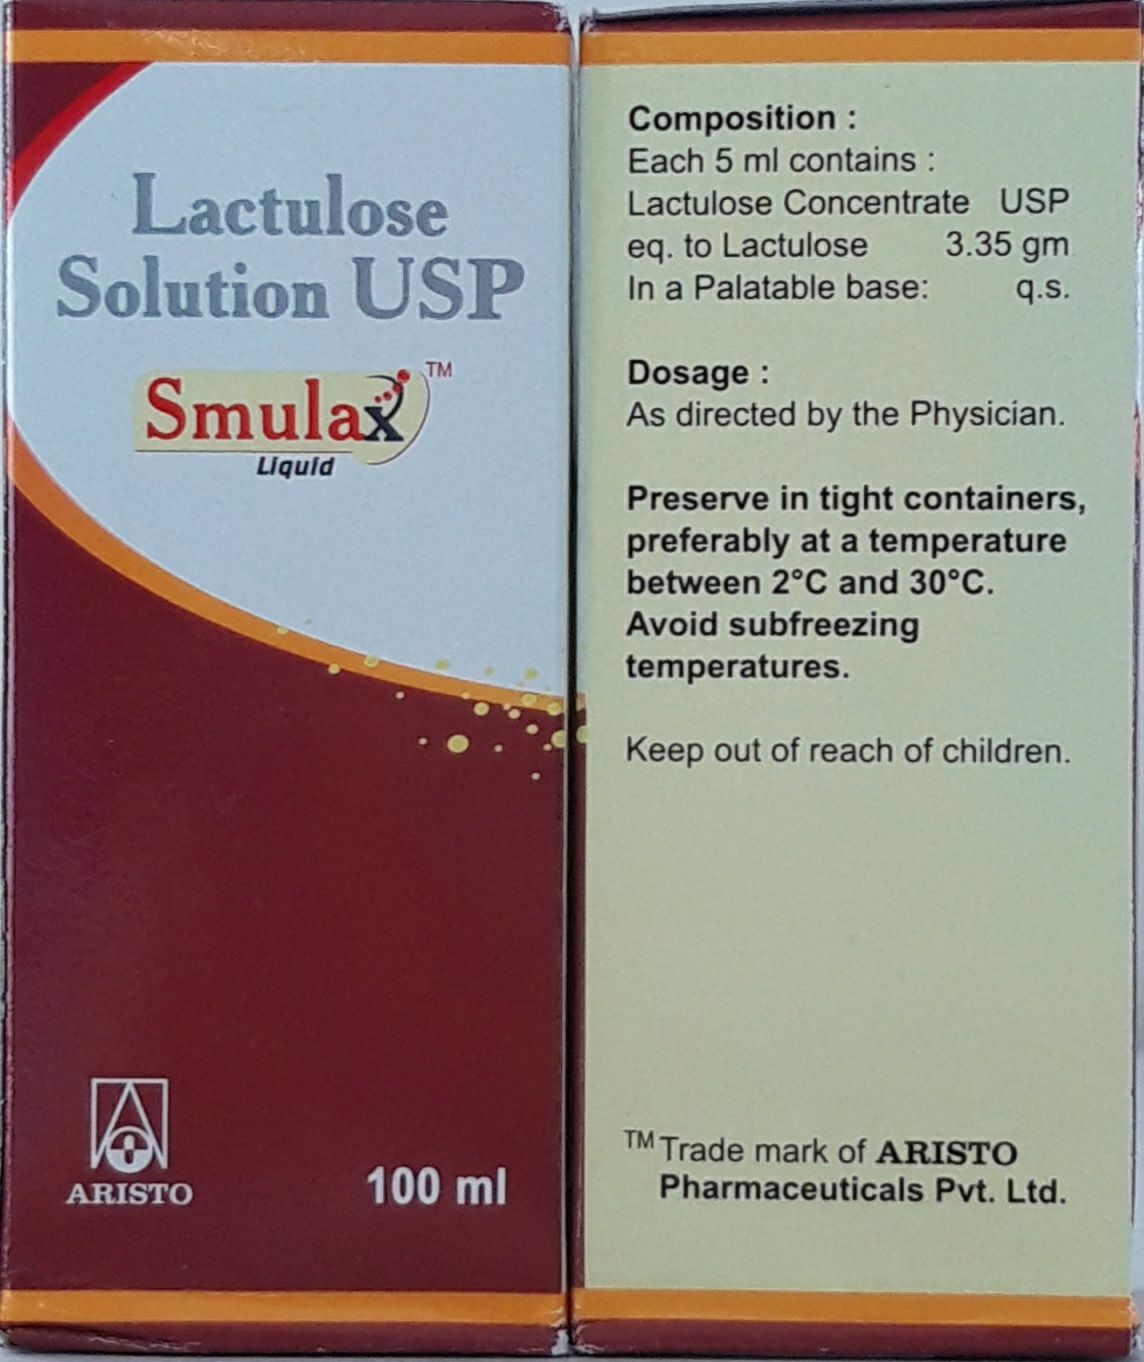 Lactulose
Solution USP
Smulax™
Liquid
ARISTO
100 ml
Composition :
Each 5 ml contains :
Lactulose Concentrate USP
eq. to Lactulose 3.35 gm
In a Palatable base: q.s.
Dosage :
As directed by the Physician.
Preserve in tight containers,
preferably at a temperature
between 2°C and 30°C.
Avoid subfreezing
temperatures.
Keep out of reach of children.
™ Trade mark of ARISTO
Pharmaceuticals Pvt. Ltd.